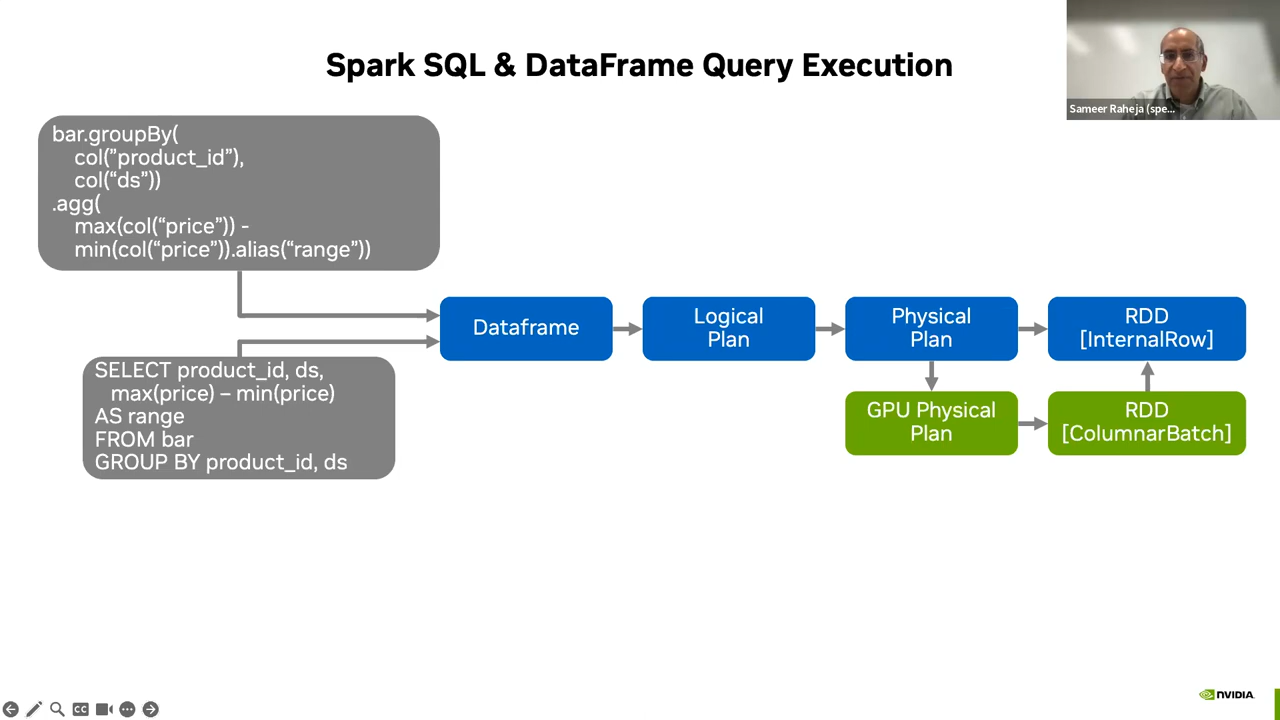 Spark SQL & DataFrame Query Execution
Sameer Raheja (spe...
bar.groupBy(
col(”product_id”),
col(“ds”))
.agg(
max(col(“price”)) -
min(col(“price”)).alias(“range”))
SELECT product_id, ds,
max(price) – min(price)
AS range
FROM bar
GROUP BY product_id, ds
Dataframe
Logical
Plan
Physical
Plan
RDD
[InternalRow]
GPU Physical
Plan
RDD
[ColumnarBatch]
CC
NVIDIA.